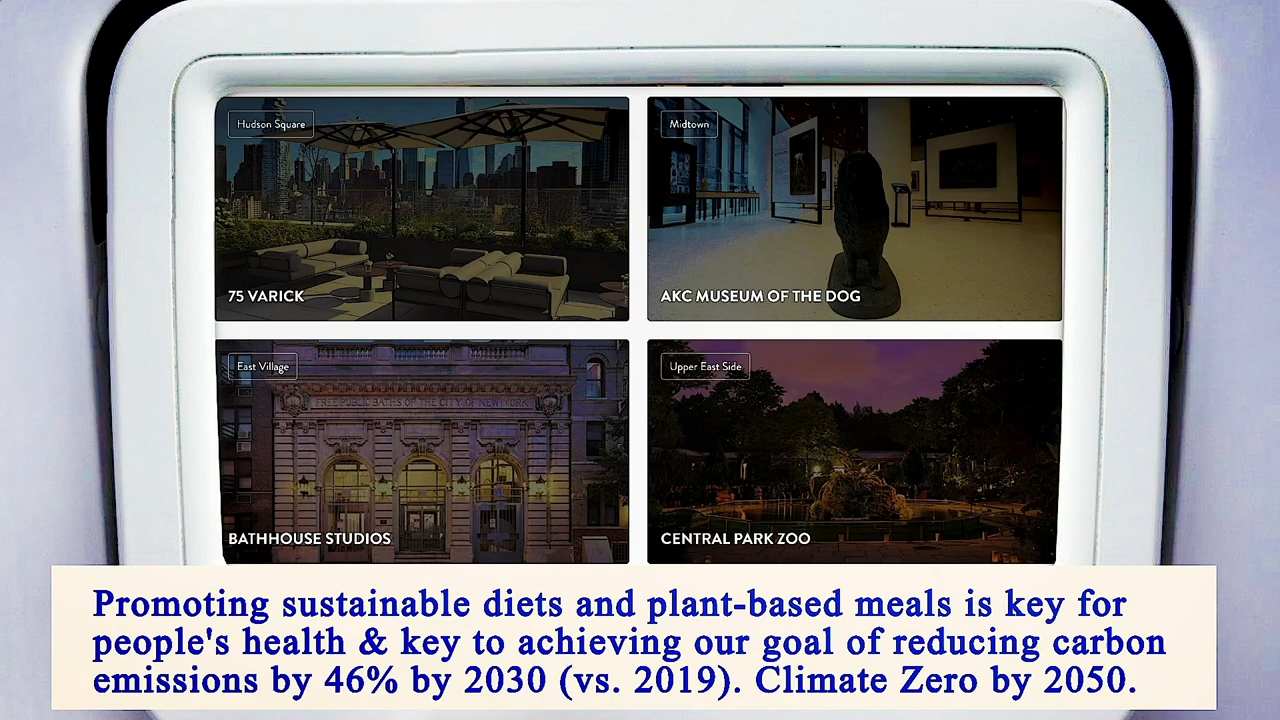 Hudson Square
75 VARICK
Midtown
AKC MUSEUM OF THE DOG
East Village
FREE PUBLIC BATHS OF THE CITY OF NEW YORK
BATHHOUSE STUDIOS
Upper East Side
CENTRAL PARK ZOO
Promoting sustainable diets and plant-based meals is key for
people's health & key to achieving our goal of reducing carbon
emissions by 46% by 2030 (vs. 2019). Climate Zero by 2050.